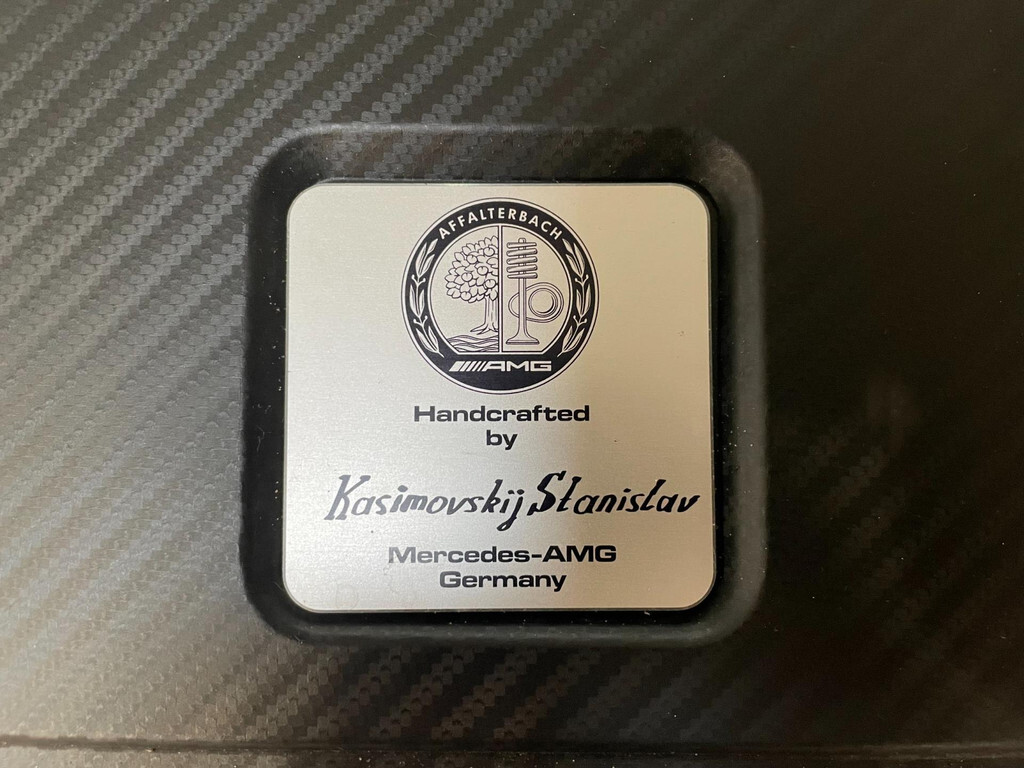 AFFALTERBACH
AMG
Handcrafted
by
Kasimovskij Stanislav
Mercedes-AMG
Germany